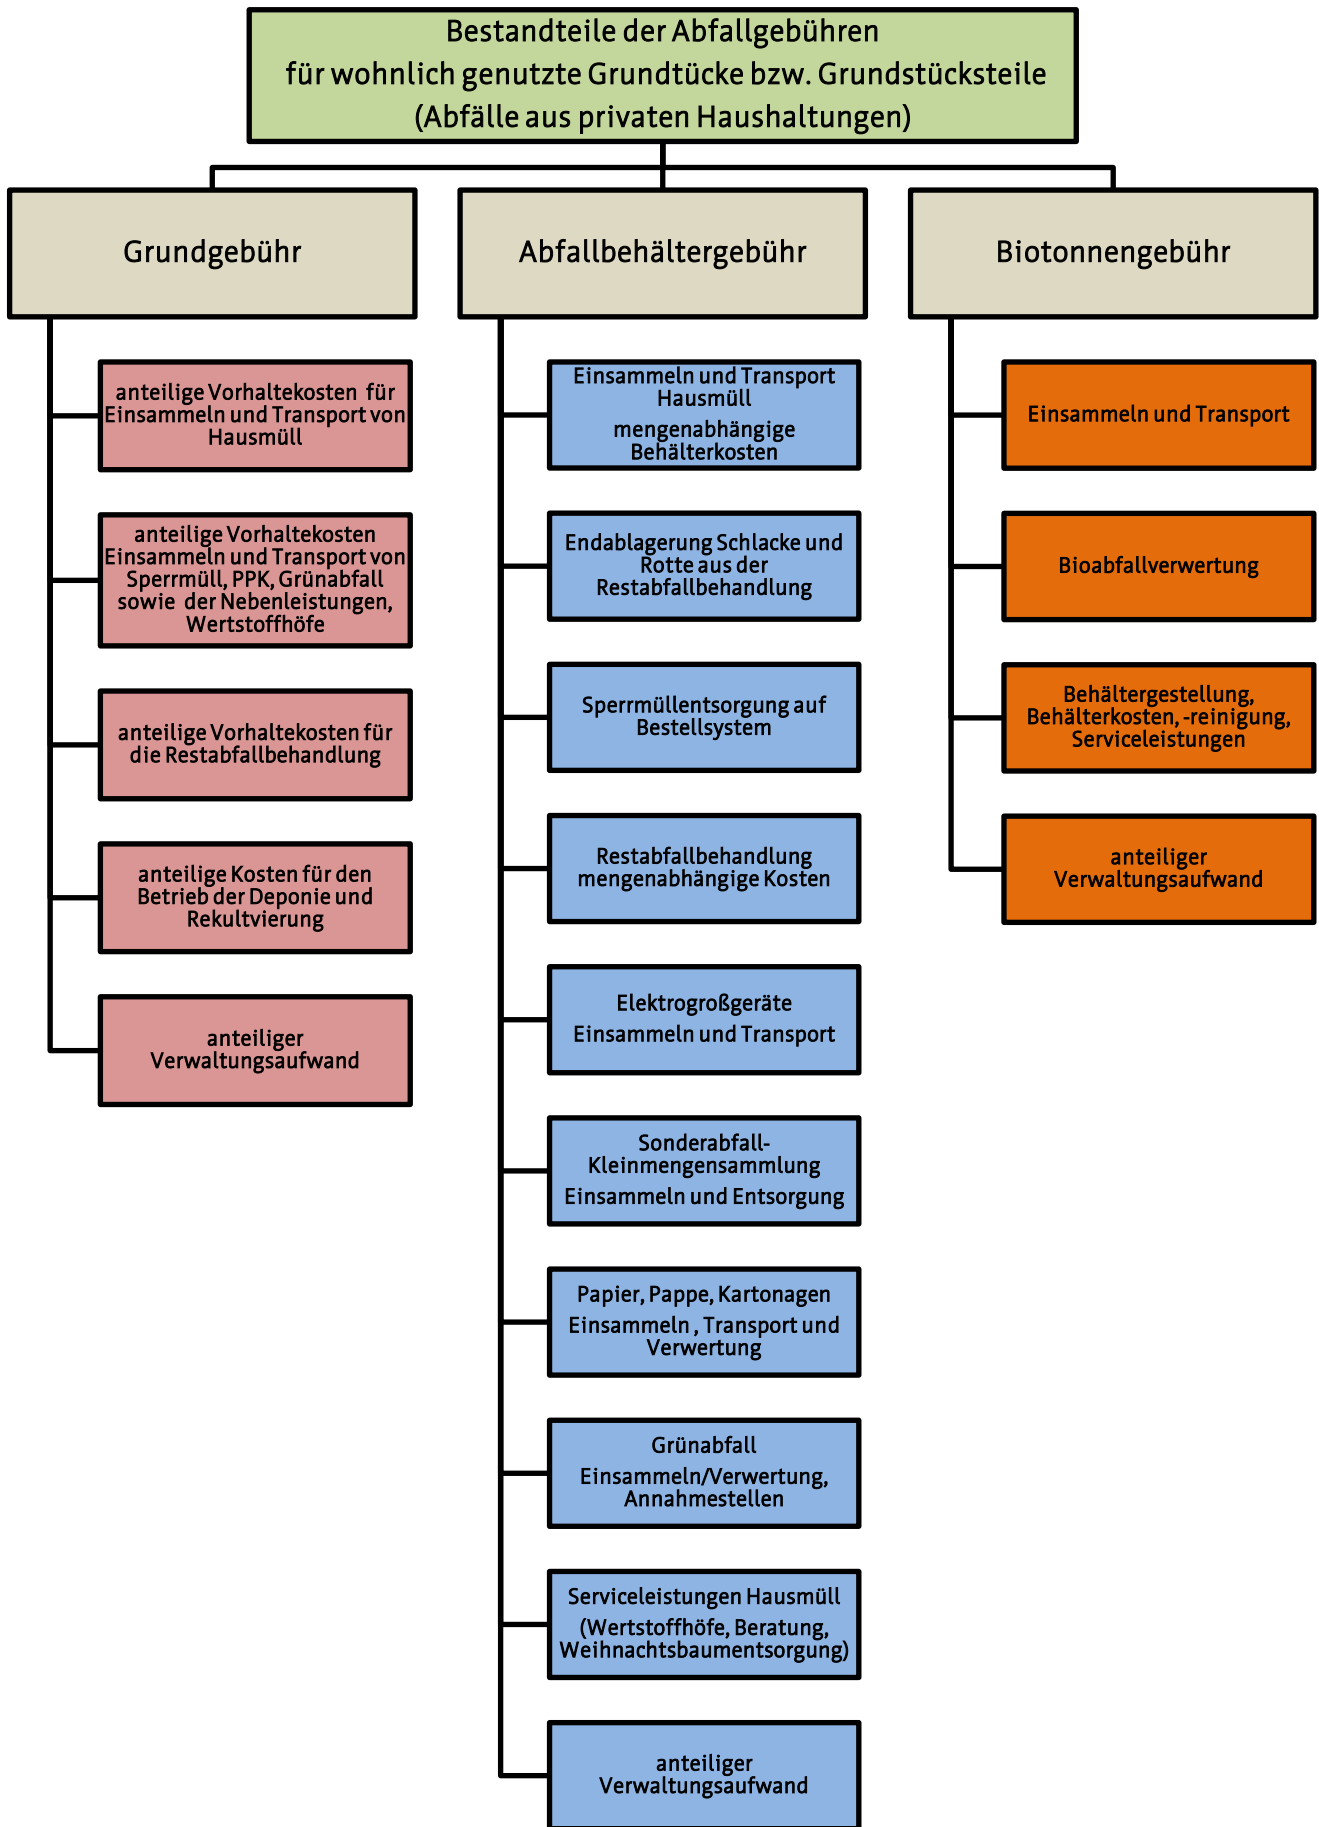 Bestandteile der Abfallgebühren
für wohnlich genutzte Grundtücke bzw. Grundstücksteile
(Abfälle aus privaten Haushaltungen)
Grundgebühr
anteilige Vorhaltekosten für
Einsammeln und Transport von
Hausmüll
anteilige Vorhaltekosten
Einsammeln und Transport von
Sperrmüll, PPK, Grünabfall
sowie der Nebenleistungen,
Wertstoffhöfe
anteilige Vorhaltekosten für
die Restabfallbehandlung
anteilige Kosten für den
Betrieb der Deponie und
Rekultvierung
anteiliger
Verwaltungsaufwand
Abfallbehältergebühr
Einsammeln und Transport
Hausmüll
mengenabhängige
Behälterkosten
Endablagerung Schlacke und
Rotte aus der
Restabfallbehandlung
Sperrmüllentsorgung auf
Bestellsystem
Restabfallbehandlung
mengenabhängige Kosten
Elektrogroßgeräte
Einsammeln und Transport
Sonderabfall-
Kleinmengensammlung
Einsammeln und Entsorgung
Papier, Pappe, Kartonagen
Einsammeln , Transport und
Verwertung
Grünabfall
Einsammeln/Verwertung,
Annahmestellen
Serviceleistungen Hausmüll
(Wertstoffhöfe, Beratung,
Weihnachtsbaumentsorgung)
anteiliger
Verwaltungsaufwand
Biotonnengebühr
Einsammeln und Transport
Bioabfallverwertung
Behältergestellung,
Behälterkosten, -reinigung,
Serviceleistungen
anteiliger
Verwaltungsaufwand